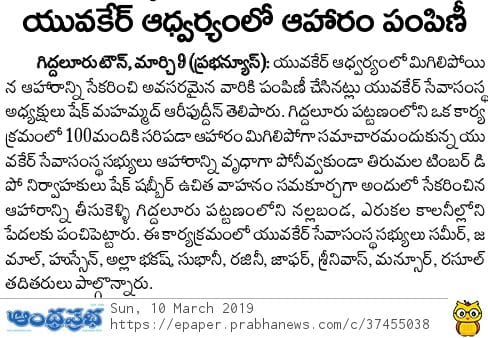 యువకేర్ ఆధ్వర్యంలో ఆహారం పంపిణీ
గిద్దలూరు టౌన్, మార్చి 9 (ప్రభన్యూస్): యువకేర్ ఆధ్వర్యంలో మిగిలిపోయి
న ఆహారాన్ని సేకరించి అవసరమైన వారికి పంపిణీ చేసినట్లు యువకేర్ సేవాసంస్థ
అధ్యక్షులు షేక్ మహమ్మద్ ఆరీఫుద్దీన్ తెలిపారు. గిద్దలూరు పట్టణంలోని ఒక కార్య
క్రమంలో 100మందికి సరిపడా ఆహారం మిగిలిపోగా సమాచారమందుకున్న యు
వకేర్ సేవాసంస్థ సభ్యులు ఆహారాన్ని వృధాగా పోనివ్వకుండా తిరుమల టింబర్ డి
పో నిర్వాహకులు షేక్ షబ్బీర్ ఉచిత వాహనం సమకూర్చగా అందులో సేకరించిన
ఆహారాన్ని తీసుకెళ్ళి గిద్దలూరు పట్టణంలోని నల్లబండ, ఎరుకల కాలనీల్లోని
పేదలకు పంచిపెట్టారు. ఈ కార్యక్రమంలో యువకేర్ సేవాసంస్థ సభ్యులు సమీర్, జ
మాల్, హుస్సేన్, అల్లా భకష్, సుభానీ, రజినీ, జాఫర్, శ్రీనివాస్, మన్సూర్, రసూల్
తదితరులు పాల్గొన్నారు.
ఆంధ్రప్రభ
Sun, 10 March 2019
https://epaper.prabhanews.com/c/37455038